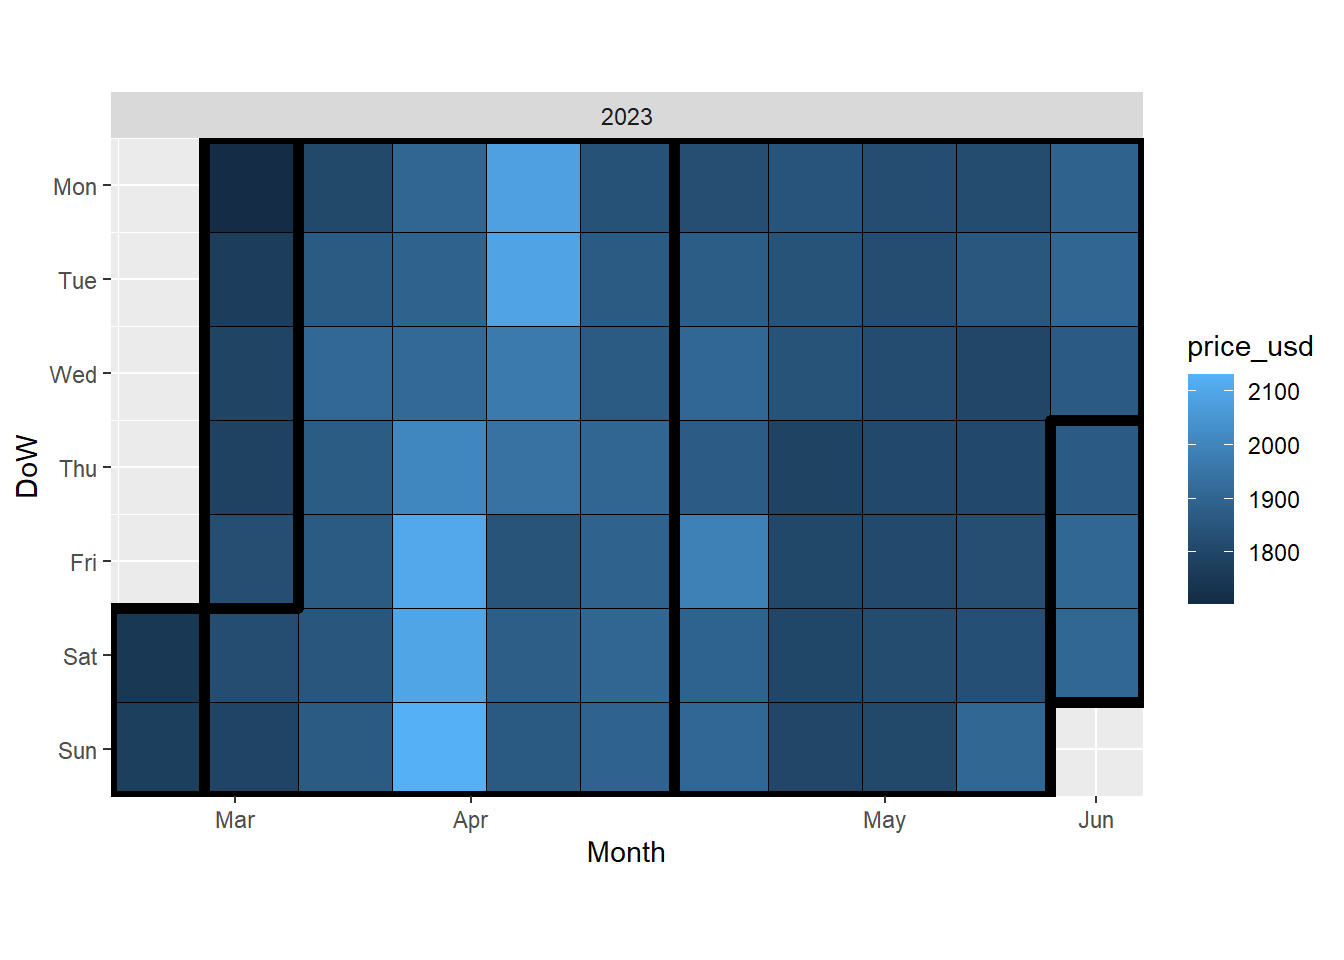 2023
Mon
Tue
Wed
Thu
Fri
Sat
Sun
DoW
Mar Apr May Jun
Month
price_usd
2100
2000
1900
1800